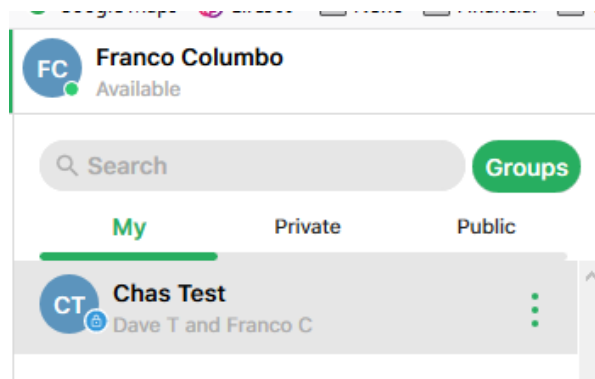 FC
Franco Columbo
Available
Search
Groups
My Private Public
CT
Chas Test
Dave T and Franco C